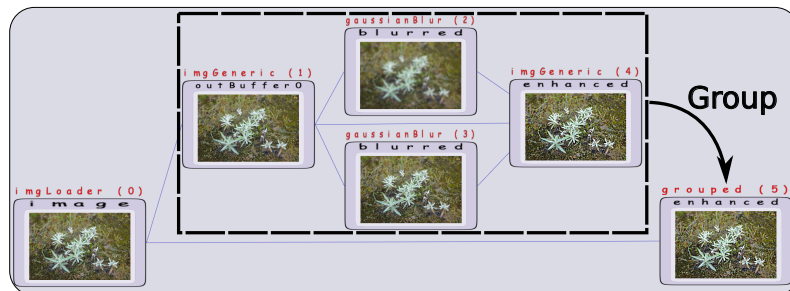 gaussianBlur (2)
blurred
imgGeneric (1)
outBuffer0
imgGeneric (4)
enhanced
Group
gaussianBlur (3)
blurred
imgLoader (0)
image
grouped (5)
enhanced